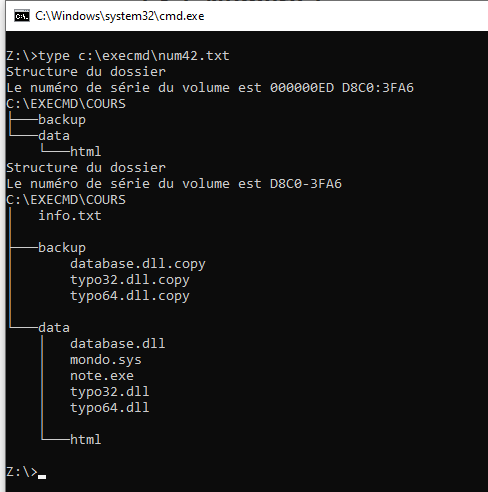 C:\Windows\system32\cmd.exe
Z:\>type c:\execmd\num42.txt
Structure du dossier
Le numéro de série du volume est 000000ED D8C0:3FA6
C:\EXECMD\COURS
├───backup
└───data
    └───html
Structure du dossier
Le numéro de série du volume est D8C0-3FA6
C:\EXECMD\COURS
│   info.txt
│
├───backup
│       database.dll.copy
│       typo32.dll.copy
│       typo64.dll.copy
│
└───data
    │   database.dll
    │   mondo.sys
    │   note.exe
    │   typo32.dll
    │   typo64.dll
    │
    └───html
Z:\>